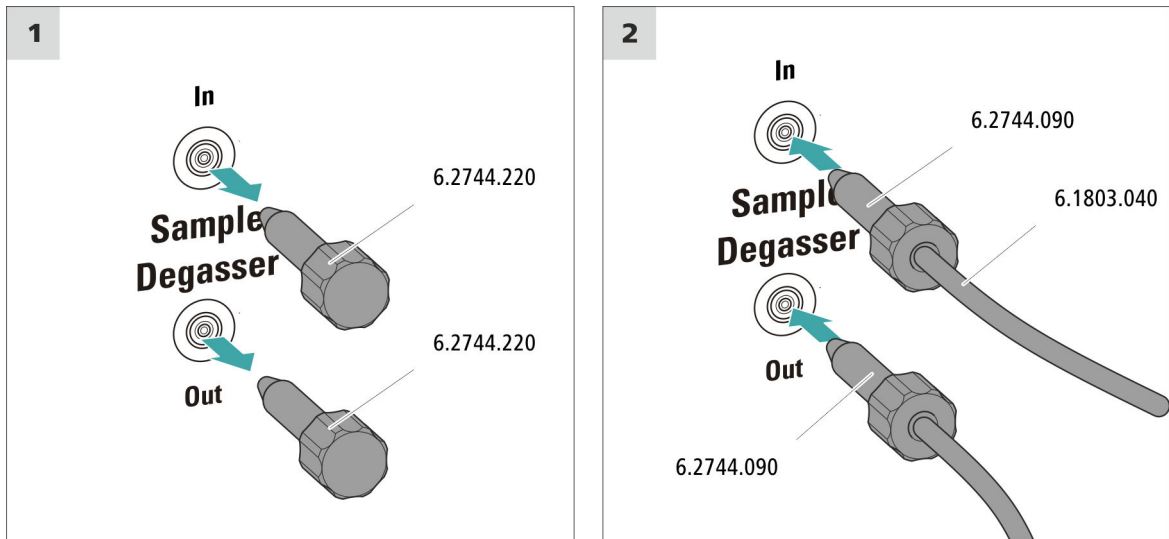 1
In
6.2744.220
Sample
Degasser
6.2744.220
Out
2
In
6.2744.090
6.1803.040
Sample
Degasser
Out
6.2744.090